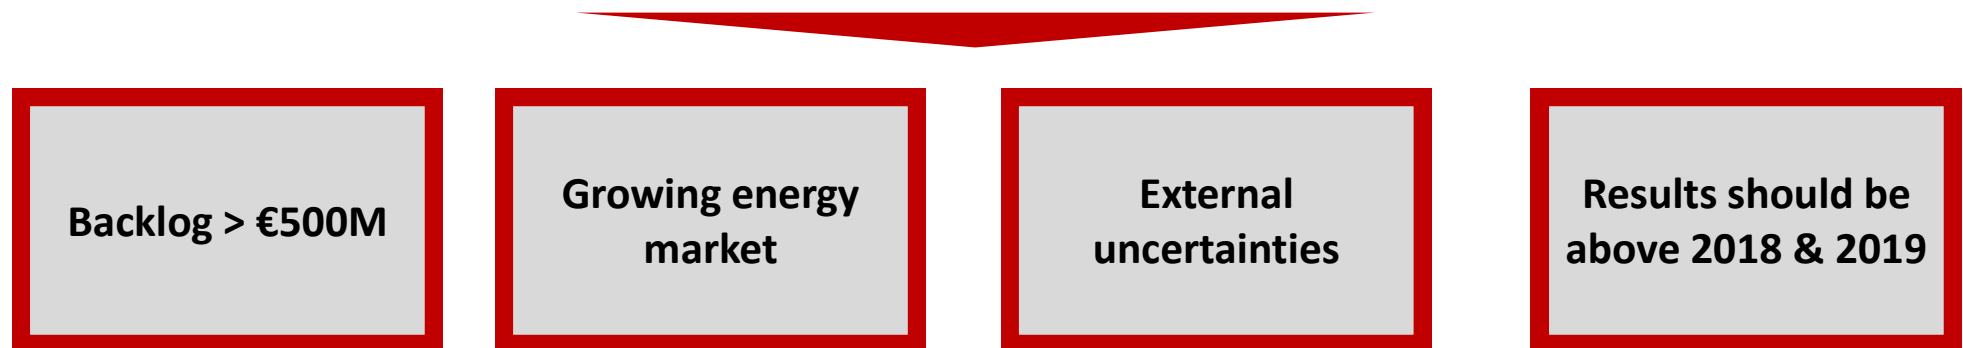 Backlog > €500M
Growing energy
market
External
uncertainties
Results should be
above 2018 & 2019